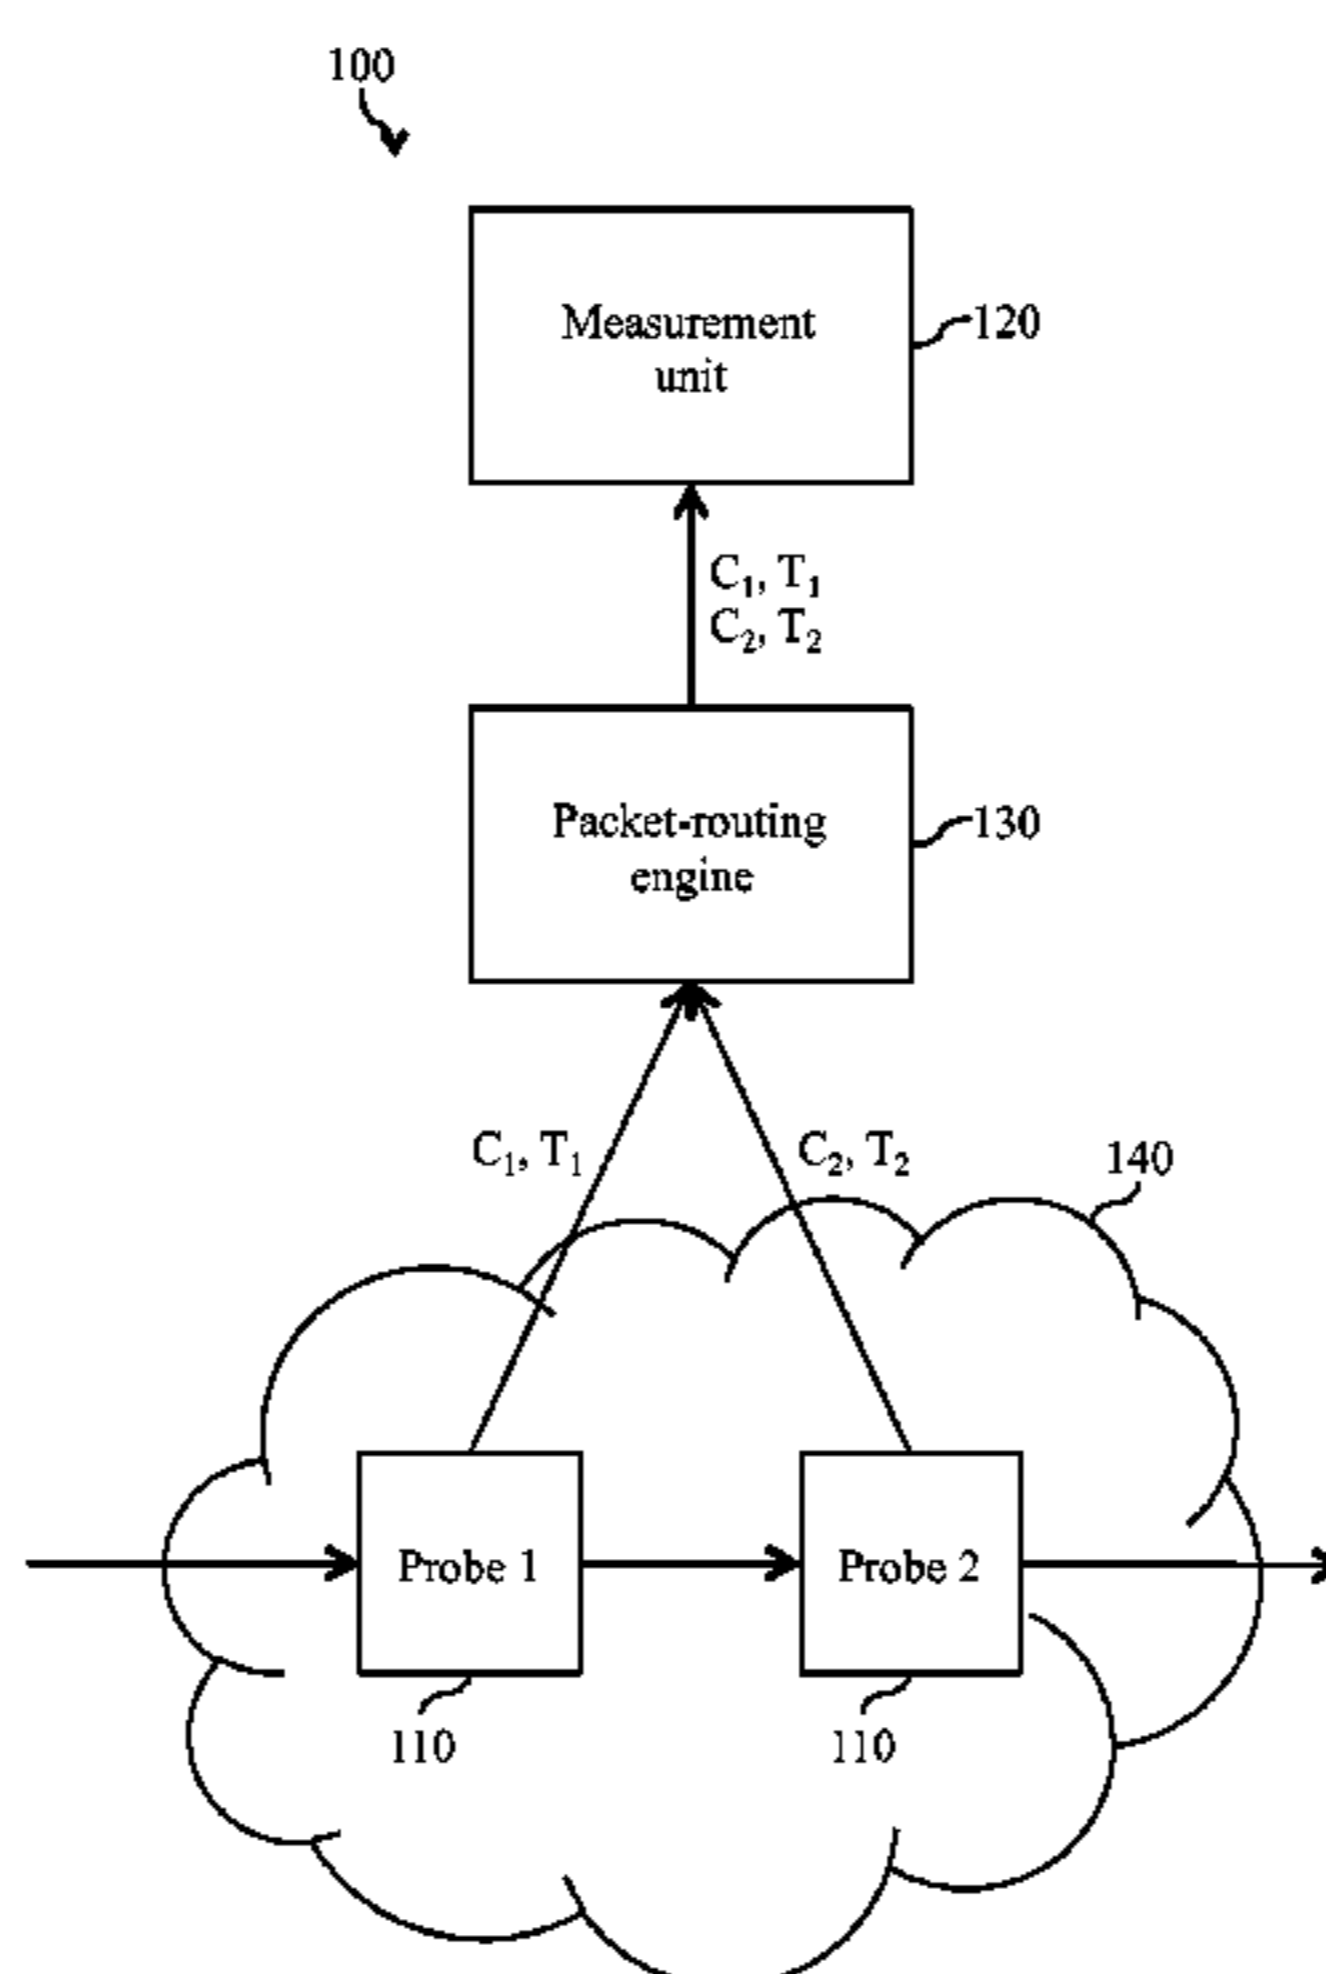 100
Measurement
unit
120
C₁, T₁
C₂, T₂
Packet-routing
engine
130
C₁, T₁
C₂, T₂
140
Probe 1
Probe 2
110
110